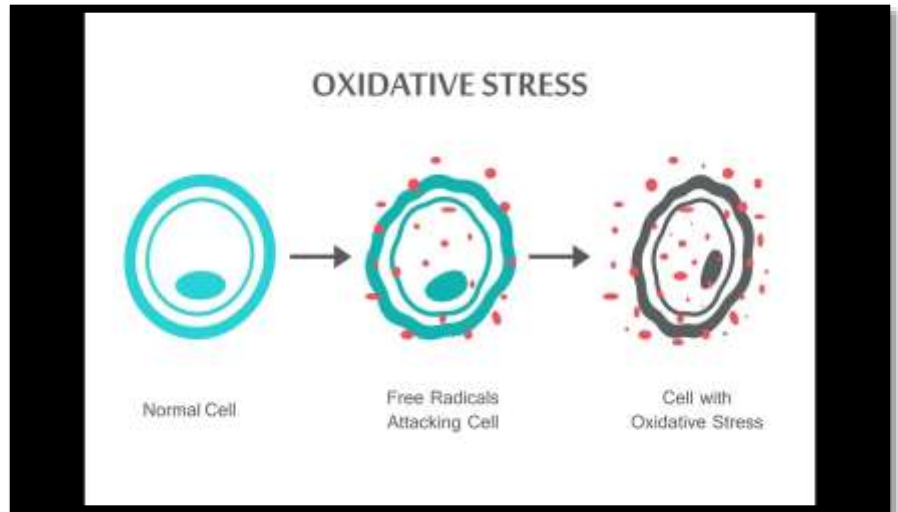 OXIDATIVE STRESS
Normal Cell
Free Radicals
Attacking Cell
Cell with
Oxidative Stress